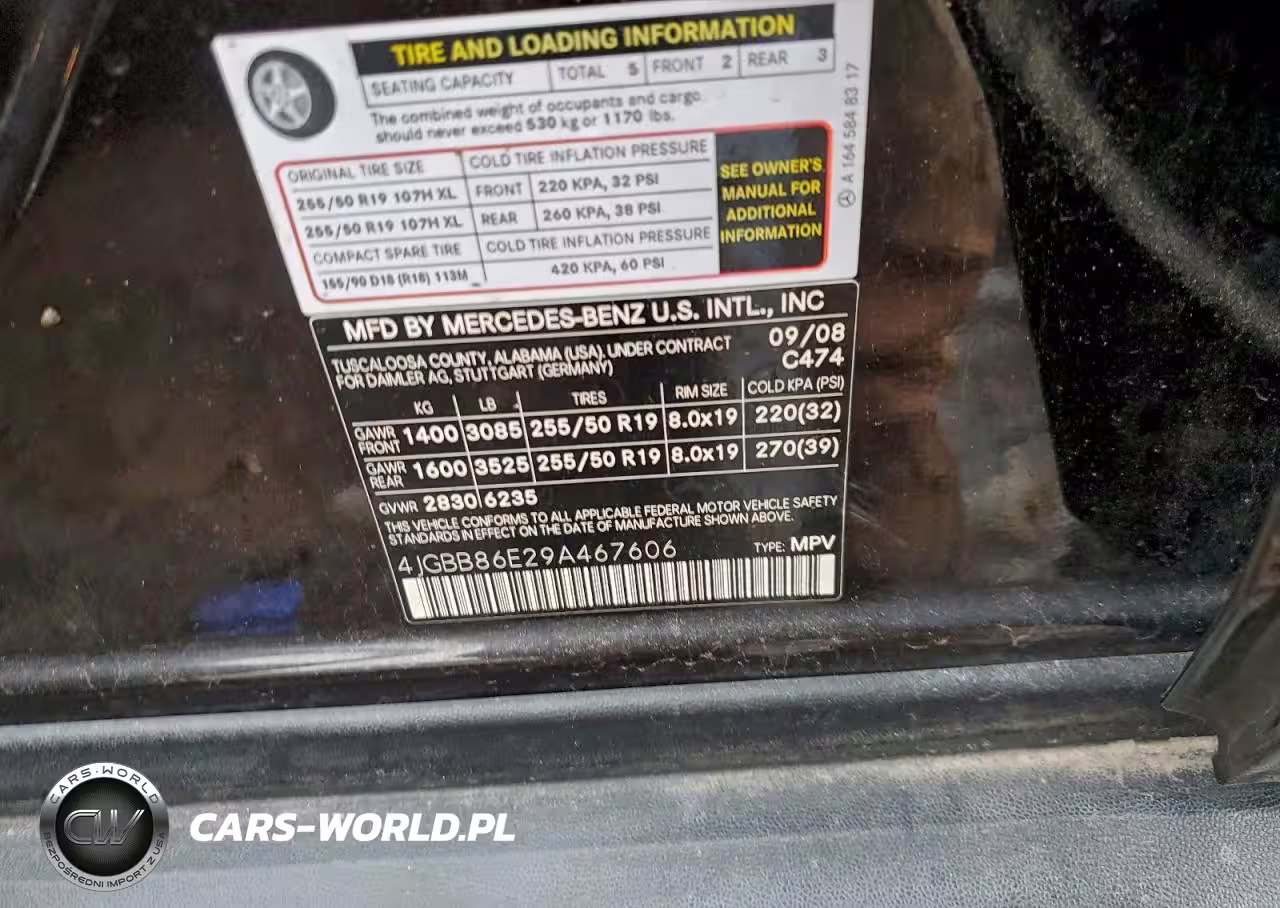 TIRE AND LOADING INFORMATION
SEATING CAPACITY TOTAL 5 FRONT 2 REAR 3
The combined weight of occupants and cargo
should never exceed 530 kg or 1170 lbs.
ORIGINAL TIRE SIZE COLD TIRE INFLATION PRESSURE
255/50 R19 107H XL FRONT 220 KPA, 32 PSI
255/50 R19 107H XL REAR 260 KPA, 38 PSI
COMPACT SPARE TIRE COLD TIRE INFLATION PRESSURE
155/90 D18 (R18) 113M 420 KPA, 60 PSI
SEE OWNER'S
MANUAL FOR
ADDITIONAL
INFORMATION
A 164 584 83 17
MFD BY MERCEDES-BENZ U.S. INTL., INC
TUSCALOOSA COUNTY, ALABAMA (USA), UNDER CONTRACT 09/08
FOR DAIMLER AG, STUTTGART (GERMANY) C474
KG LB TIRES RIM SIZE COLD KPA (PSI)
GAWR FRONT 1400 3085 255/50 R19 8.0x19 220(32)
GAWR REAR 1600 3525 255/50 R19 8.0x19 270(39)
GVWR 2830 6235
THIS VEHICLE CONFORMS TO ALL APPLICABLE FEDERAL MOTOR VEHICLE SAFETY
STANDARDS IN EFFECT ON THE DATE OF MANUFACTURE SHOWN ABOVE.
4JGBB86E29A467606 TYPE: MPV
CARS-WORLD
CW
BEZPOŚREDNI IMPORT Z USA
CARS-WORLD.PL